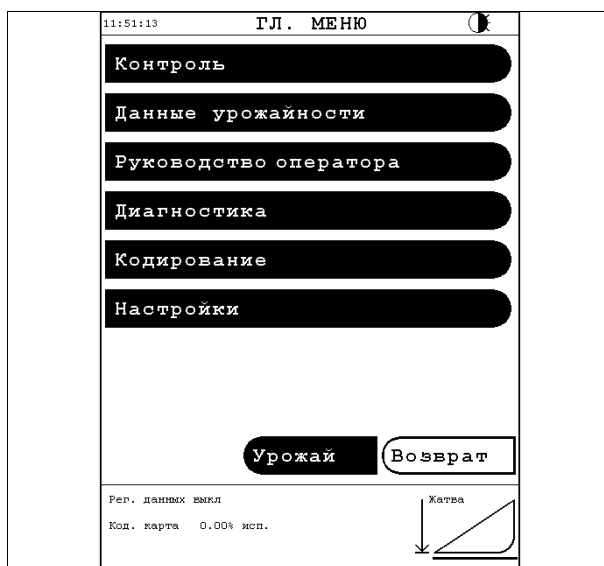 11:51:13 ГЛ. МЕНЮ
Контроль
Данные урожайности
Руководство оператора
Диагностика
Кодирование
Настройки
Урожай Возврат
Рег. данных выкл Жатва
Код. карта 0.00% исп.